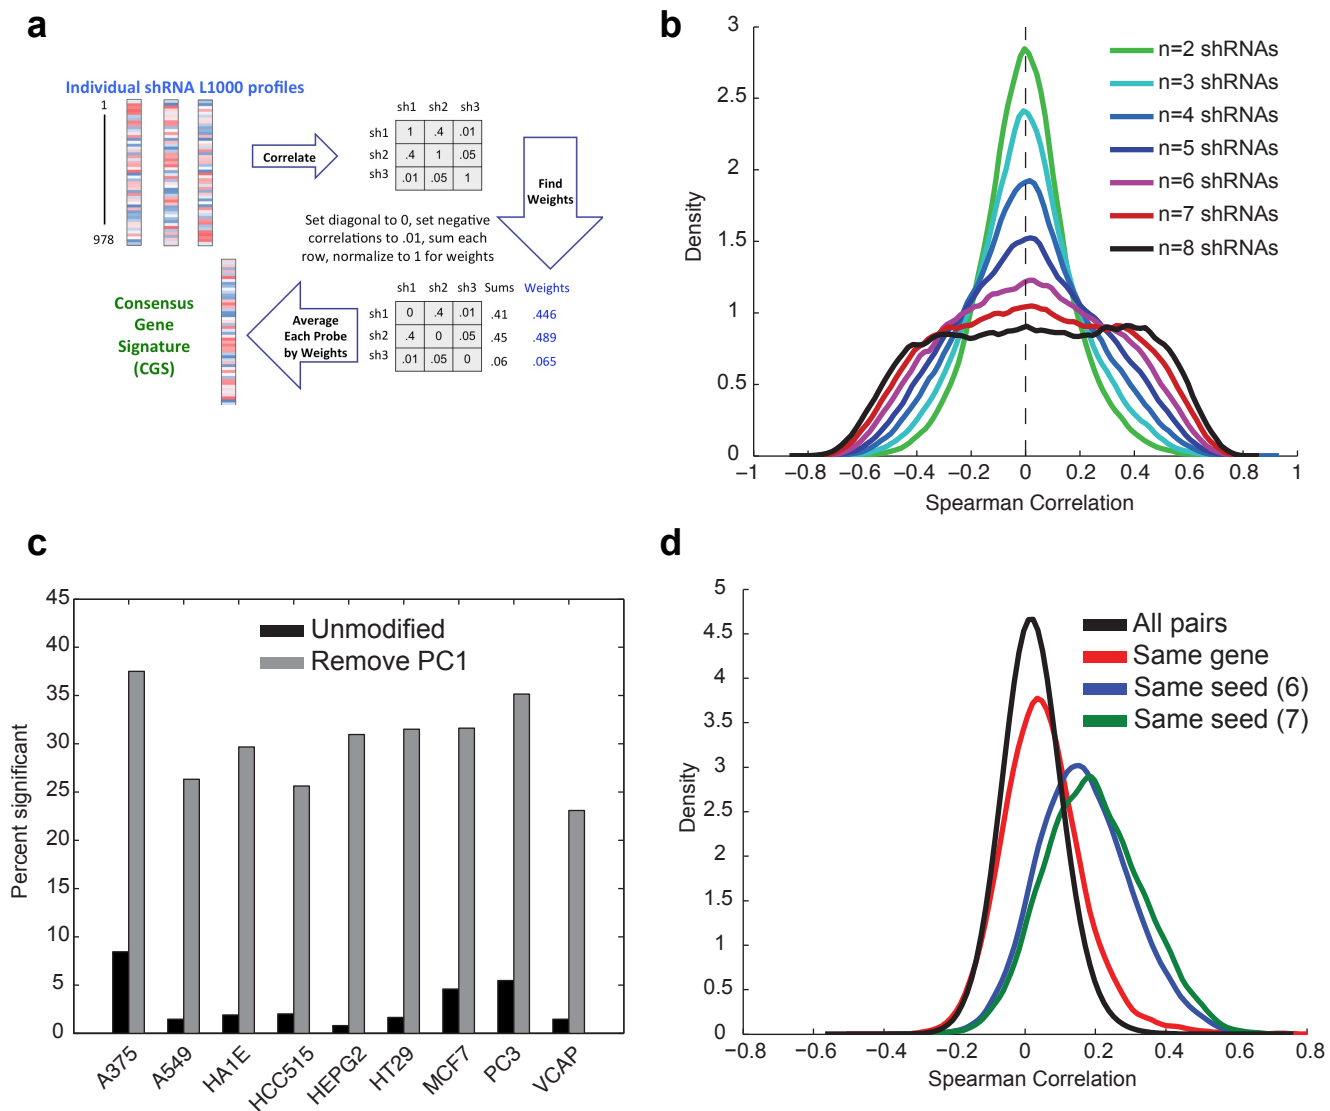 a
Individual shRNA L1000 profiles
1
978
Correlate
sh1 sh2 sh3
sh1 1 .4 .01
sh2 .4 1 .05
sh3 .01 .05 1
Find
Weights
Set diagonal to 0, set negative
correlations to .01, sum each
row, normalize to 1 for weights
sh1 sh2 sh3 Sums Weights
sh1 0 .4 .01 .41 .446
sh2 .4 0 .05 .45 .489
sh3 .01 .05 0 .06 .065
Average
Each Probe
by Weights
Consensus
Gene
Signature
(CGS)
b
3
2.5
2
1.5
1
0.5
0
Density
−1 −0.8 −0.6 −0.4 −0.2 0 0.2 0.4 0.6 0.8 1
Spearman Correlation
n=2 shRNAs
n=3 shRNAs
n=4 shRNAs
n=5 shRNAs
n=6 shRNAs
n=7 shRNAs
n=8 shRNAs
c
45
40
35
30
25
20
15
10
5
0
Percent significant
Unmodified
Remove PC1
A375 A549 HA1E HCC515 HEPG2 HT29 MCF7 PC3 VCAP
d
5
4.5
4
3.5
3
2.5
2
1.5
1
0.5
0
Density
All pairs
Same gene
Same seed (6)
Same seed (7)
−0.8 −0.6 −0.4 −0.2 0 0.2 0.4 0.6 0.8
Spearman Correlation